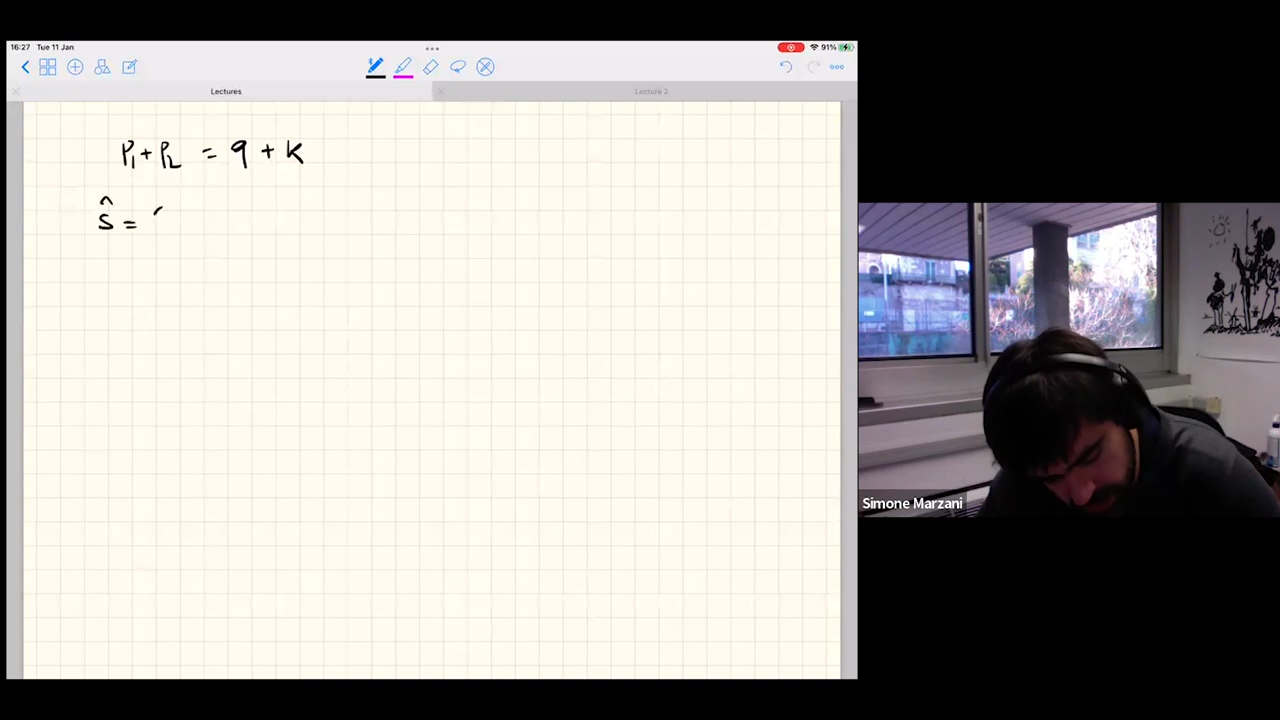 16:27 Tue 11 Jan
91%
Lectures
Lecture 2
p₁ + p₂ = q + k
ŝ = (
Simone Marzani